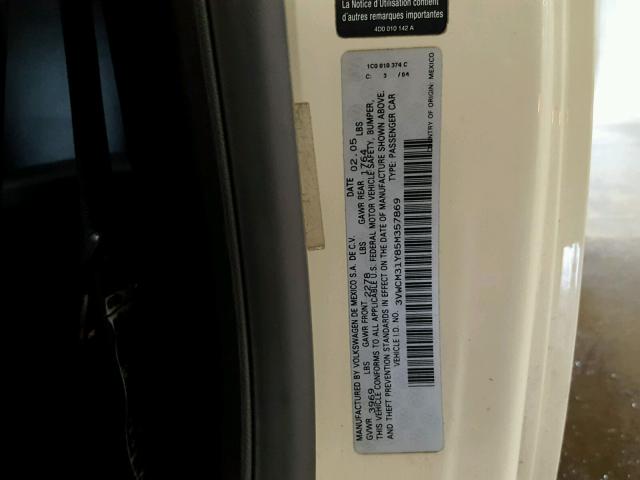 La Notice d'Utilisation contient
d'autres remarques importantes
4D0 010 142 A
1C0 010 374 C
C: 3 /04
MANUFACTURED BY VOLKSWAGEN DE MEXICO S.A. DE C.V. DATE 02.05
GVWR 3969 LBS GAWR FRONT 2278 LBS GAWR REAR 1764 LBS
THIS VEHICLE CONFORMS TO ALL APPLICABLE U.S. FEDERAL MOTOR VEHICLE SAFETY, BUMPER,
AND THEFT PREVENTION STANDARDS IN EFFECT ON THE DATE OF MANUFACTURE SHOWN ABOVE.
VEHICLE I.D. NO. 3VWCM31Y85M357869 TYPE: PASSENGER CAR
COUNTRY OF ORIGIN: MEXICO